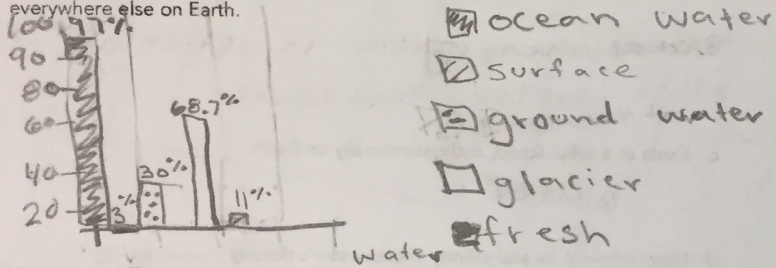 everywhere else on Earth.
100 97%
90
80
68.7%
60
40
30%
20
3%
11%
water
ocean water
surface
ground water
glacier
fresh